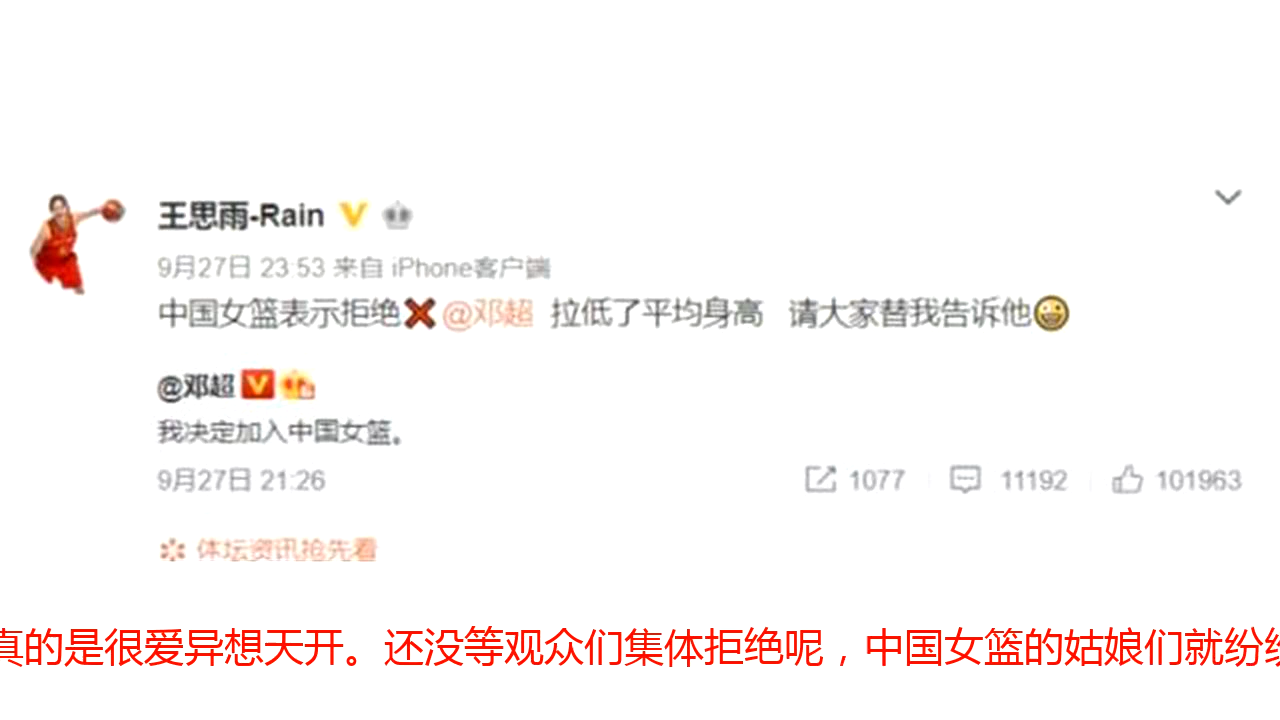 王思雨-Rain
9月27日 23:53 来自 iPhone客户端
中国女篮表示拒绝❌@邓超 拉低了平均身高 请大家替我告诉他😀
@邓超
我决定加入中国女篮。
9月27日 21:26 1077 11192 101963
体坛资讯抢先看
真的是很爱异想天开。还没等观众们集体拒绝呢，中国女篮的姑娘们就纷纷